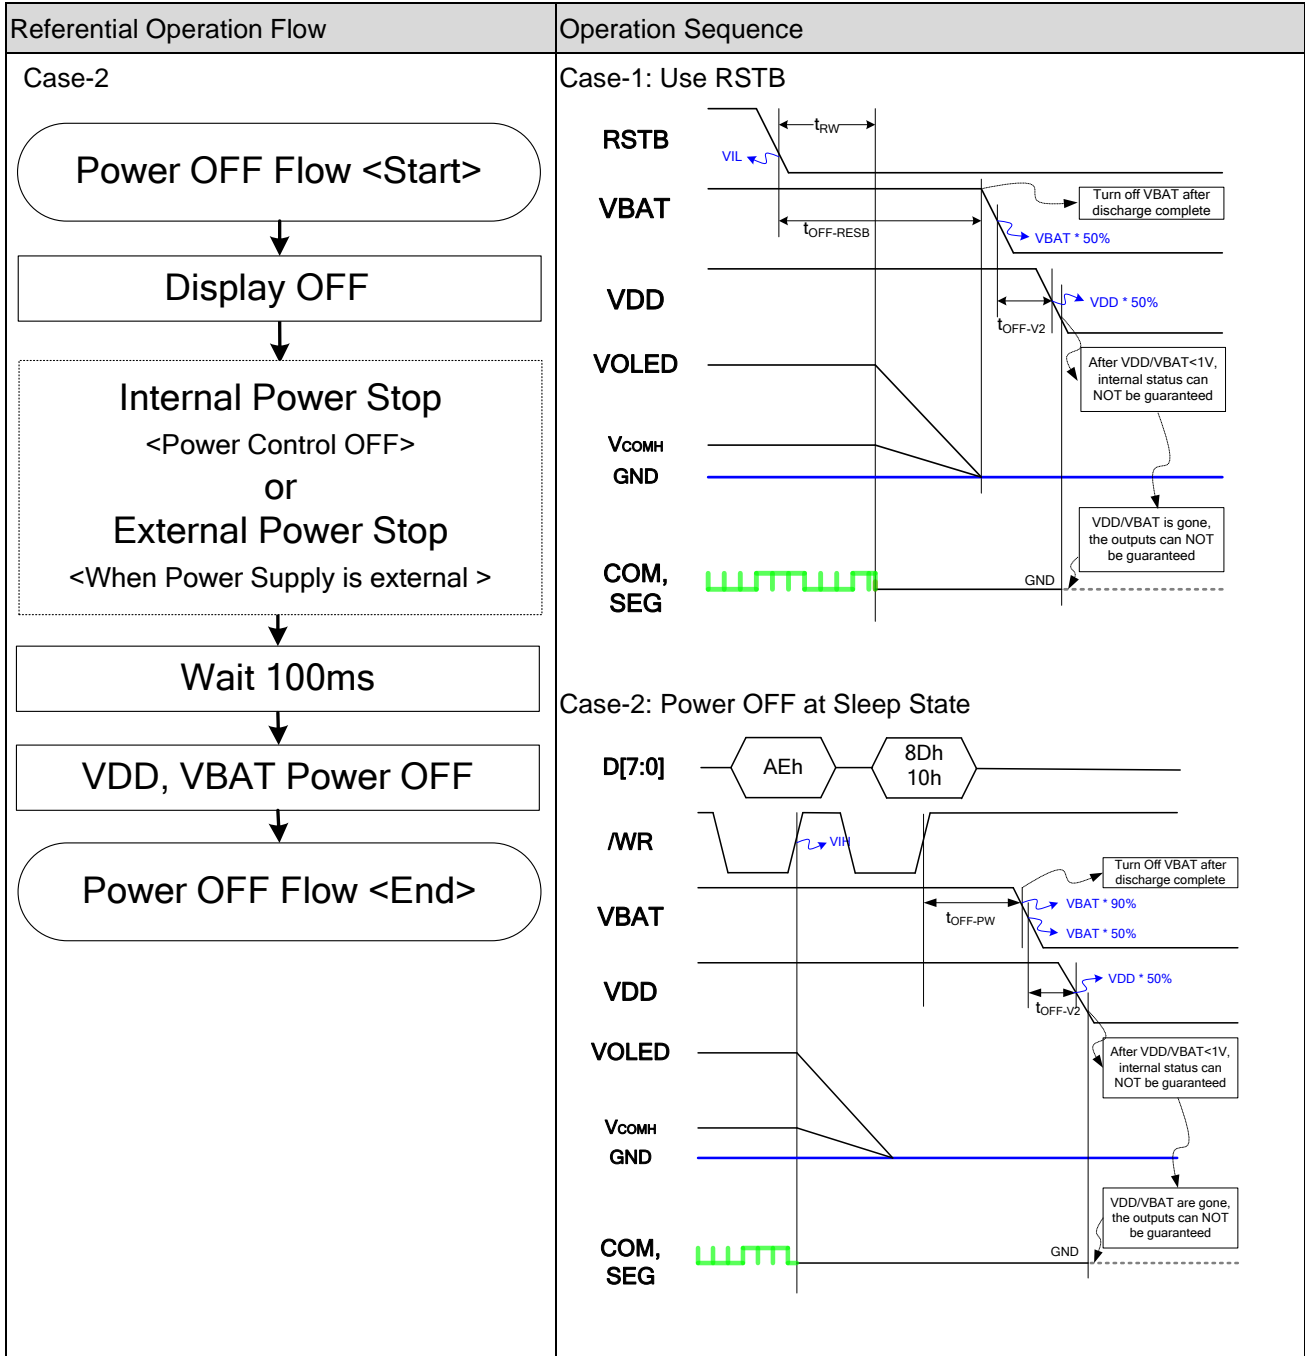 Referential Operation Flow
Operation Sequence
Case-2
Power OFF Flow <Start>
Display OFF
Internal Power Stop
<Power Control OFF>
or
External Power Stop
<When Power Supply is external >
Wait 100ms
VDD, VBAT Power OFF
Power OFF Flow <End>
Case-1: Use RSTB
RSTB
tRW
VIL
VBAT
Turn off VBAT after
discharge complete
tOFF-RESB
VBAT * 50%
VDD
VDD * 50%
tOFF-V2
VOLED
After VDD/VBAT<1V,
internal status can
NOT be guaranteed
VCOMH
GND
VDD/VBAT is gone,
the outputs can NOT
be guaranteed
COM,
SEG
GND
Case-2: Power OFF at Sleep State
D[7:0]
AEh
8Dh
10h
/WR
VIH
Turn Off VBAT after
discharge complete
VBAT
tOFF-PW
VBAT * 90%
VBAT * 50%
VDD
VDD * 50%
tOFF-V2
VOLED
After VDD/VBAT<1V,
internal status can
NOT be guaranteed
VCOMH
GND
VDD/VBAT are gone,
the outputs can NOT
be guaranteed
COM,
SEG
GND